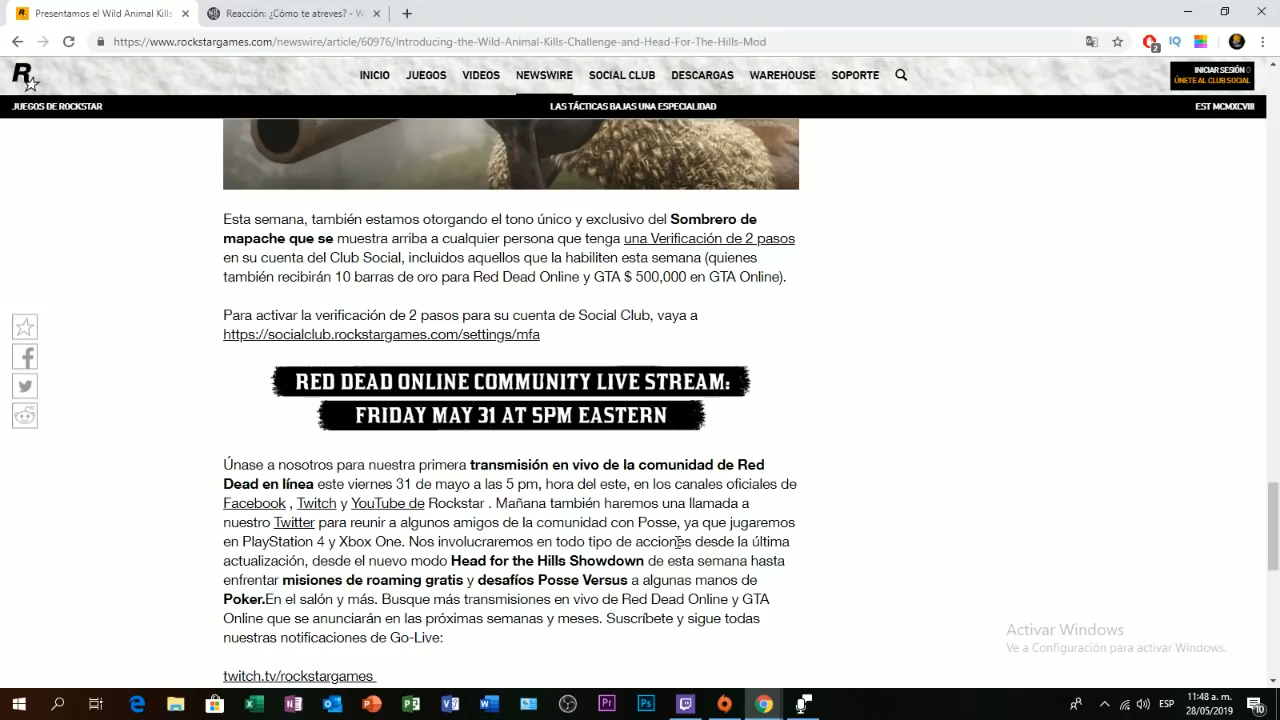 Presentamos el Wild Animal Kills
Reacción: ¿Cómo te atreves? - W
https://www.rockstargames.com/newswire/article/60976/Introducing-the-Wild-Animal-Kills-Challenge-and-Head-For-The-Hills-Mod
2
IQ
R
INICIO JUEGOS VIDEOS NEWSWIRE SOCIAL CLUB DESCARGAS WAREHOUSE SOPORTE
INICIAR SESIÓN
ÚNETE AL CLUB SOCIAL
JUEGOS DE ROCKSTAR LAS TÁCTICAS BAJAS UNA ESPECIALIDAD EST MCMXCVIII
Esta semana, también estamos otorgando el tono único y exclusivo del Sombrero de
mapache que se muestra arriba a cualquier persona que tenga una Verificación de 2 pasos
en su cuenta del Club Social, incluidos aquellos que la habiliten esta semana (quienes
también recibirán 10 barras de oro para Red Dead Online y GTA $ 500,000 en GTA Online).
Para activar la verificación de 2 pasos para su cuenta de Social Club, vaya a
https://socialclub.rockstargames.com/settings/mfa
RED DEAD ONLINE COMMUNITY LIVE STREAM:
FRIDAY MAY 31 AT 5PM EASTERN
Únase a nosotros para nuestra primera transmisión en vivo de la comunidad de Red
Dead en línea este viernes 31 de mayo a las 5 pm, hora del este, en los canales oficiales de
Facebook , Twitch y YouTube de Rockstar . Mañana también haremos una llamada a
nuestro Twitter para reunir a algunos amigos de la comunidad con Posse, ya que jugaremos
en PlayStation 4 y Xbox One. Nos involucraremos en todo tipo de acciones desde la última
actualización, desde el nuevo modo Head for the Hills Showdown de esta semana hasta
enfrentar misiones de roaming gratis y desafíos Posse Versus a algunas manos de
Poker.En el salón y más. Busque más transmisiones en vivo de Red Dead Online y GTA
Online que se anunciarán en las próximas semanas y meses. Suscríbete y sigue todas
nuestras notificaciones de Go-Live:
twitch.tv/rockstargames
Activar Windows
Ve a Configuración para activar Windows.
ESP
11:48 a. m.
28/05/2019
10